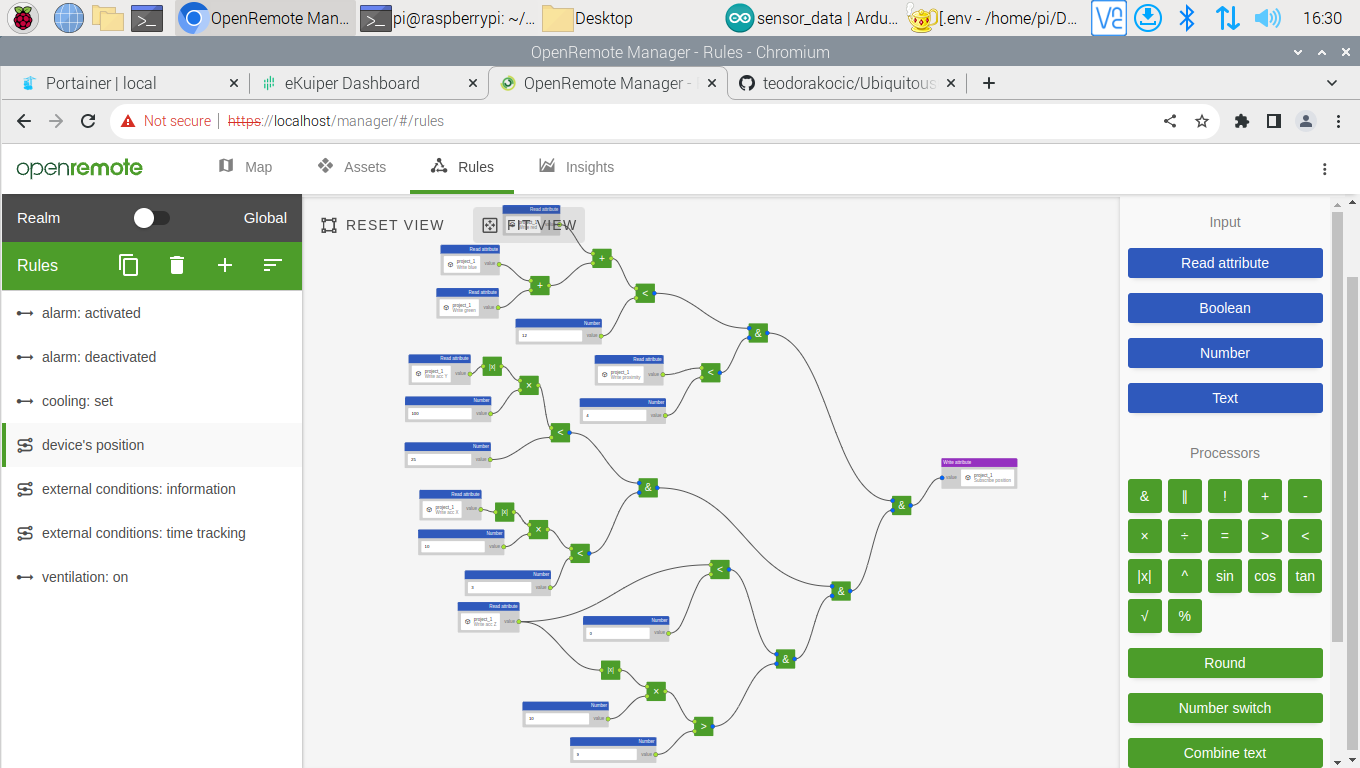 OpenRemote Man...
pi@raspberrypi: ~/...
Desktop
sensor_data | Ardu...
[.env - /home/pi/D...
16:30
OpenRemote Manager - Rules - Chromium
Portainer | local
eKuiper Dashboard
OpenRemote Manager -
teodorakocic/Ubiquitous
Not secure
https://localhost/manager/#/rules
openremote
Map
Assets
Rules
Insights
Realm
Global
Rules
alarm: activated
alarm: deactivated
cooling: set
device's position
external conditions: information
external conditions: time tracking
ventilation: on
RESET VIEW
FIT VIEW
Read attribute
Read attribute
project_1
Write blue
value
+
Read attribute
project_1
Write green
value
+
<
Number
12
value
&
Read attribute
project_1
Write acc Y
value
|x|
×
Read attribute
project_1
Write proximity
value
<
Number
100
value
Number
value
<
Number
25
value
Write attribute
value
project_1
Subscribe position
&
&
Read attribute
project_1
Write acc X
value
|x|
×
Number
10
value
<
Number
value
<
Read attribute
project_1
Write acc Z
value
&
Number
value
&
|x|
×
Number
10
value
>
Number
value
Input
Read attribute
Boolean
Number
Text
Processors
& || ! + -
× ÷ = > <
|x| ^ sin cos tan
√ %
Round
Number switch
Combine text